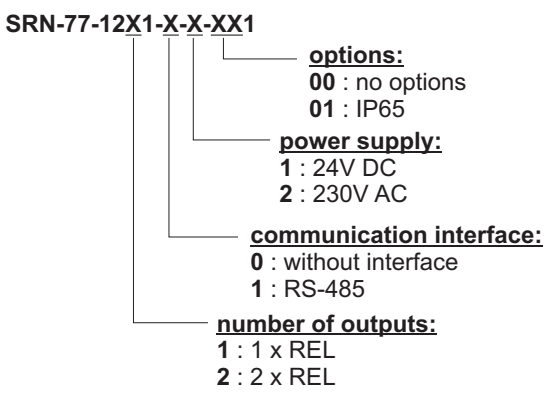 SRN-77-12X1-X-X-XX1
options:
00 : no options
01 : IP65
power supply:
1 : 24V DC
2 : 230V AC
communication interface:
0 : without interface
1 : RS-485
number of outputs:
1 : 1 x REL
2 : 2 x REL